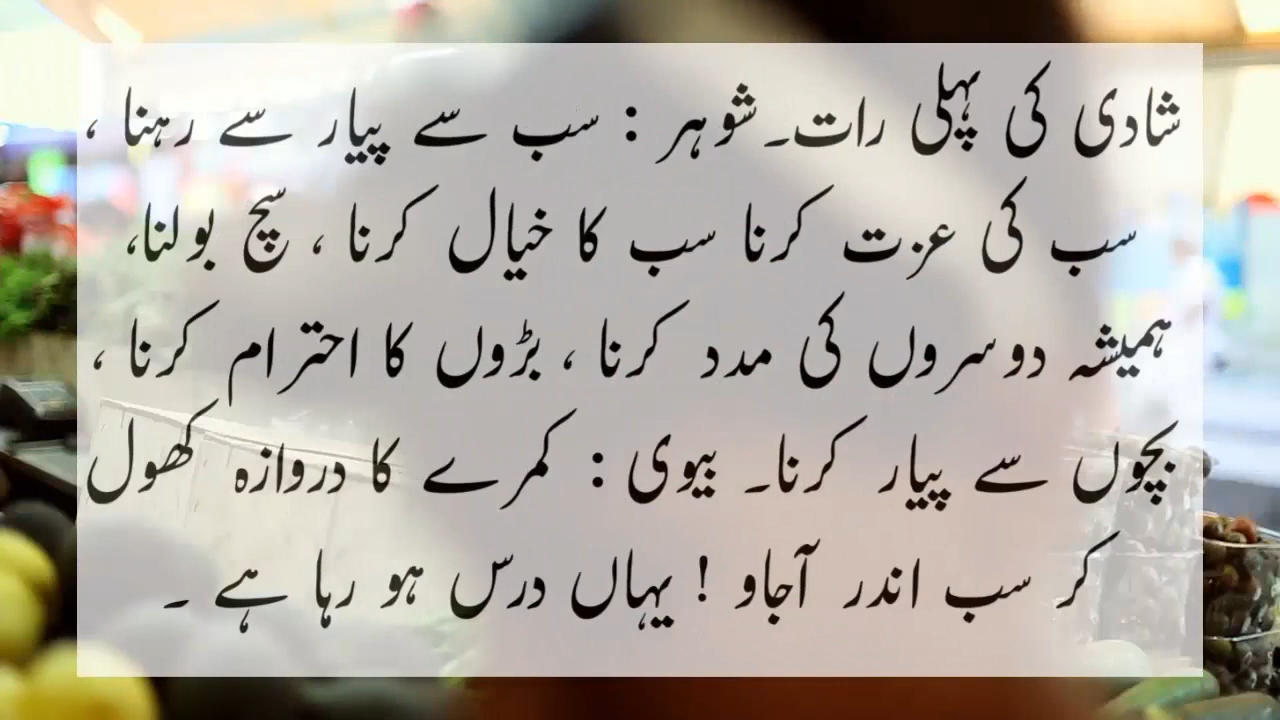 شادی کی پہلی رات۔شوہر : سب سے پیار سے رہنا ،
سب کی عزت کرنا سب کا خیال کرنا ، سچ بولنا،
ہمیشہ دوسروں کی مدد کرنا ، بڑوں کا احترام کرنا ،
بچوں سے پیار کرنا۔ بیوی : کمرے کا دروازہ کھول
کر سب اندر آجاو ! یہاں درس ہو رہا ہے ۔